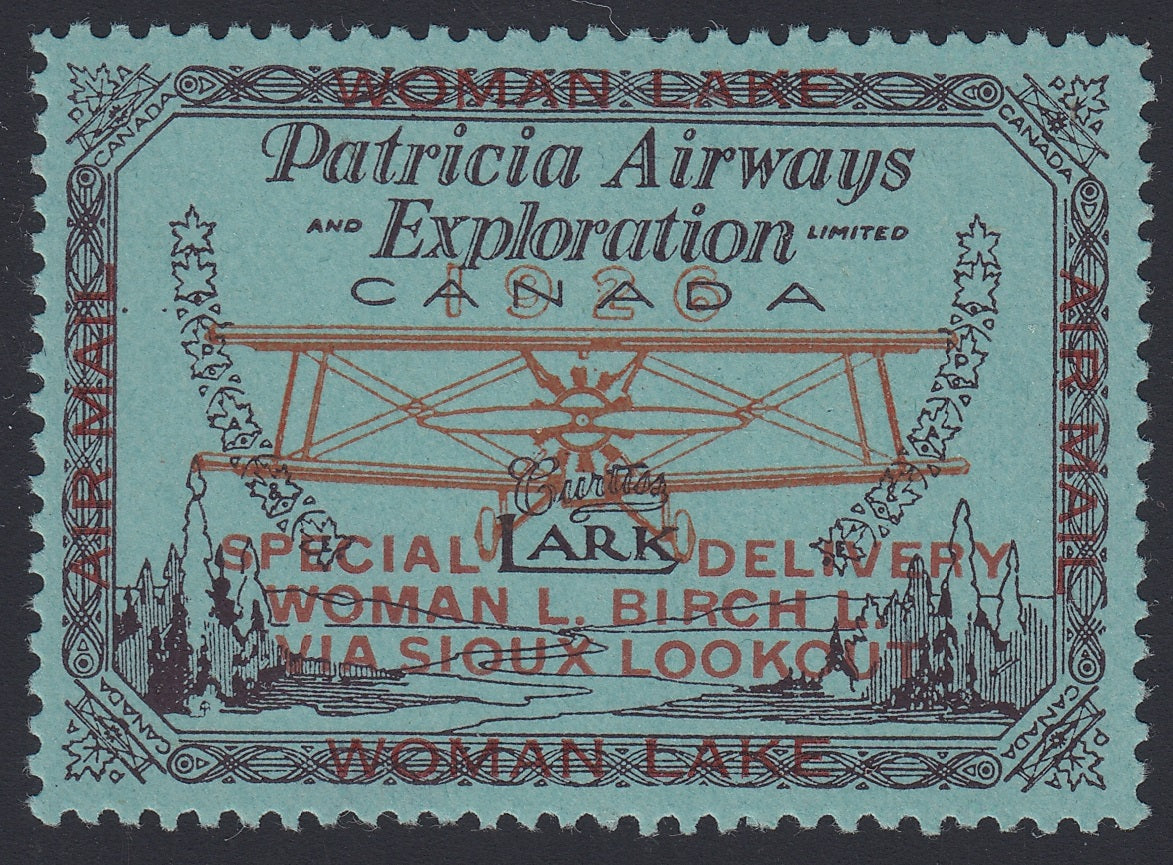 WOMAN LAKE
CANADA
CANADA
Patricia Airways
AND Exploration LIMITED
1926
CANADA
AIR MAIL
AIR MAIL
Curtiss
LARK
SPECIAL DELIVERY
WOMAN L. BIRCH L.
VIA SIOUX LOOKOUT
CANADA
CANADA
WOMAN LAKE